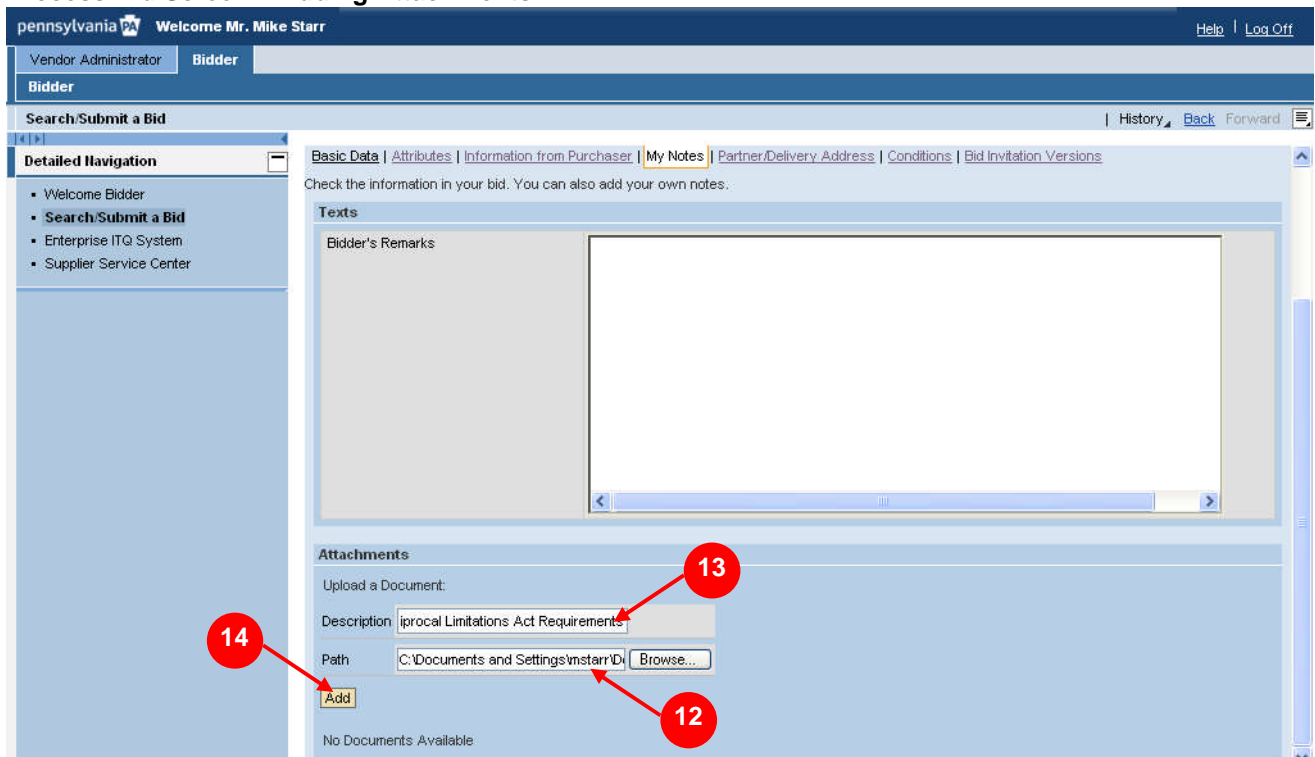 pennsylvania PA Welcome Mr. Mike Starr Help | Log Off
Vendor Administrator Bidder
Bidder
Search/Submit a Bid | History Back Forward
Detailed Navigation
• Welcome Bidder
• Search/Submit a Bid
• Enterprise ITQ System
• Supplier Service Center
Basic Data | Attributes | Information from Purchaser | My Notes | Partner/Delivery Address | Conditions | Bid Invitation Versions
Check the information in your bid. You can also add your own notes.
Texts
Bidder's Remarks
Attachments
13
Upload a Document:
Description iprocal Limitations Act Requirements
14
Path C:\Documents and Settings\mstarr\D Browse...
Add
12
No Documents Available